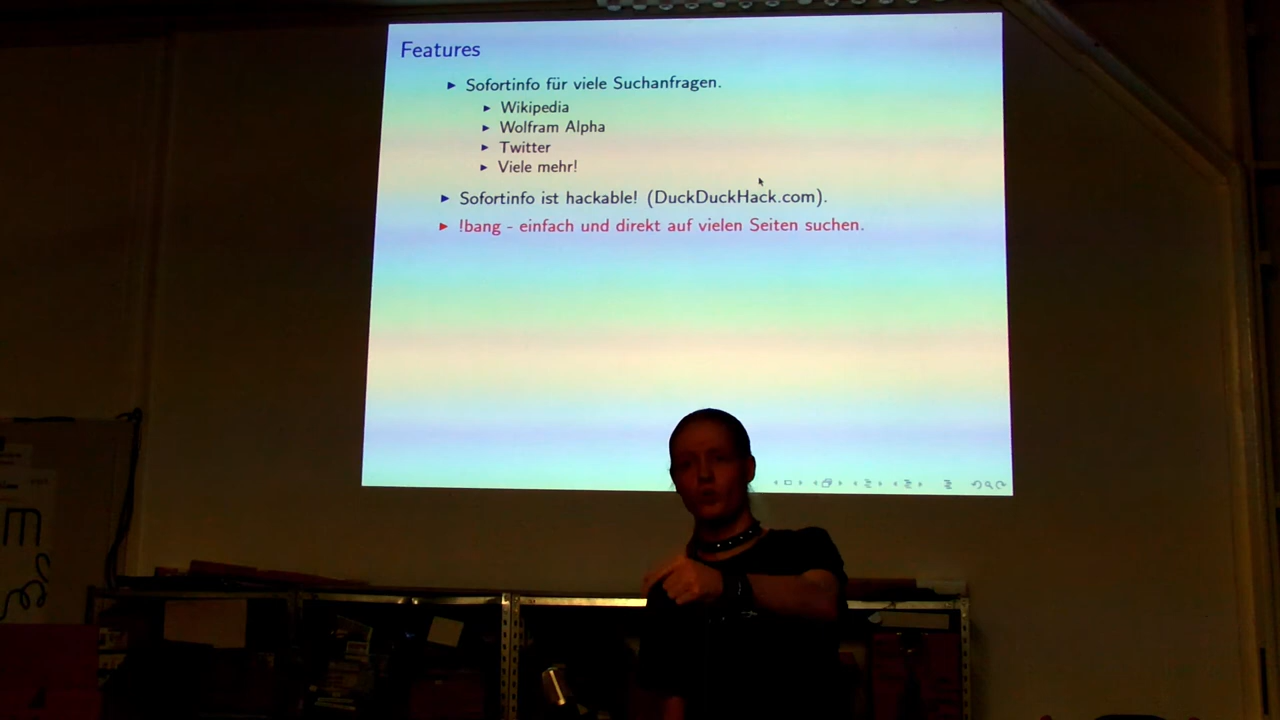 Features
Sofortinfo für viele Suchanfragen.
Wikipedia
Wolfram Alpha
Twitter
Viele mehr!
Sofortinfo ist hackable! (DuckDuckHack.com).
!bang - einfach und direkt auf vielen Seiten suchen.